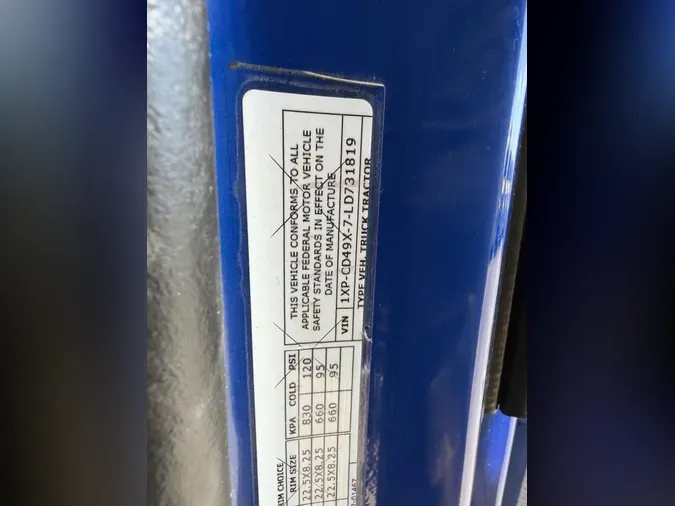 THIS VEHICLE CONFORMS TO ALL
APPLICABLE FEDERAL MOTOR VEHICLE
SAFETY STANDARDS IN EFFECT ON THE
DATE OF MANUFACTURE
VIN 1XP-CD49X-7-LD731819
TYPE VEH. TRUCK TRACTOR
RIM CHOICE
RIM SIZE KPA COLD PSI
22.5X8.25 830 120
22.5X8.25 660 95
22.5X8.25 660 95